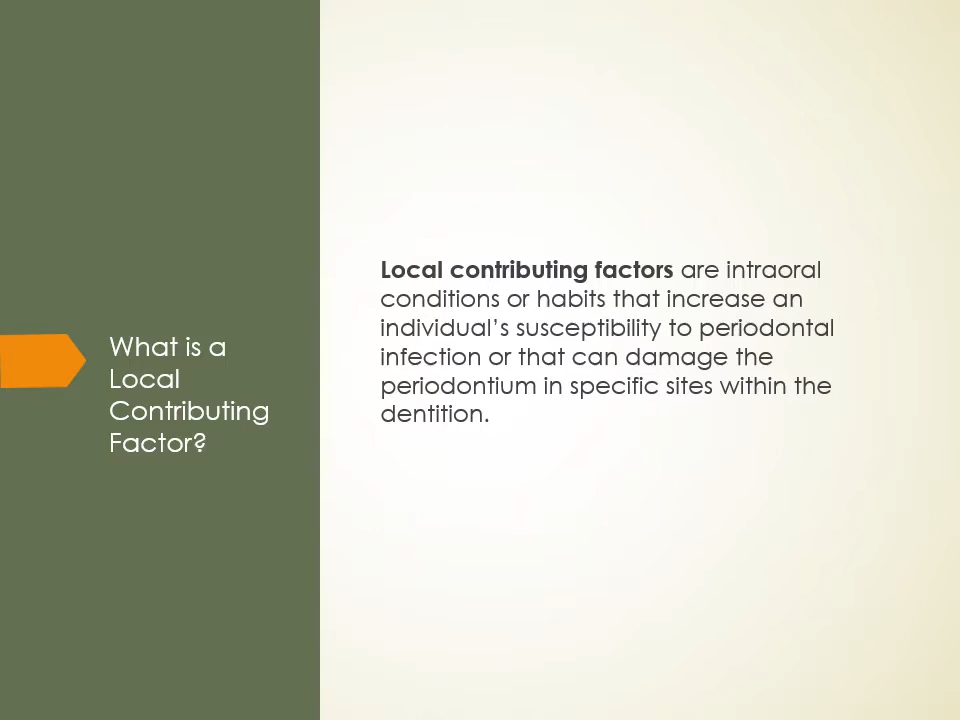 What is a
Local
Contributing
Factor?
Local contributing factors are intraoral
conditions or habits that increase an
individual’s susceptibility to periodontal
infection or that can damage the
periodontium in specific sites within the
dentition.